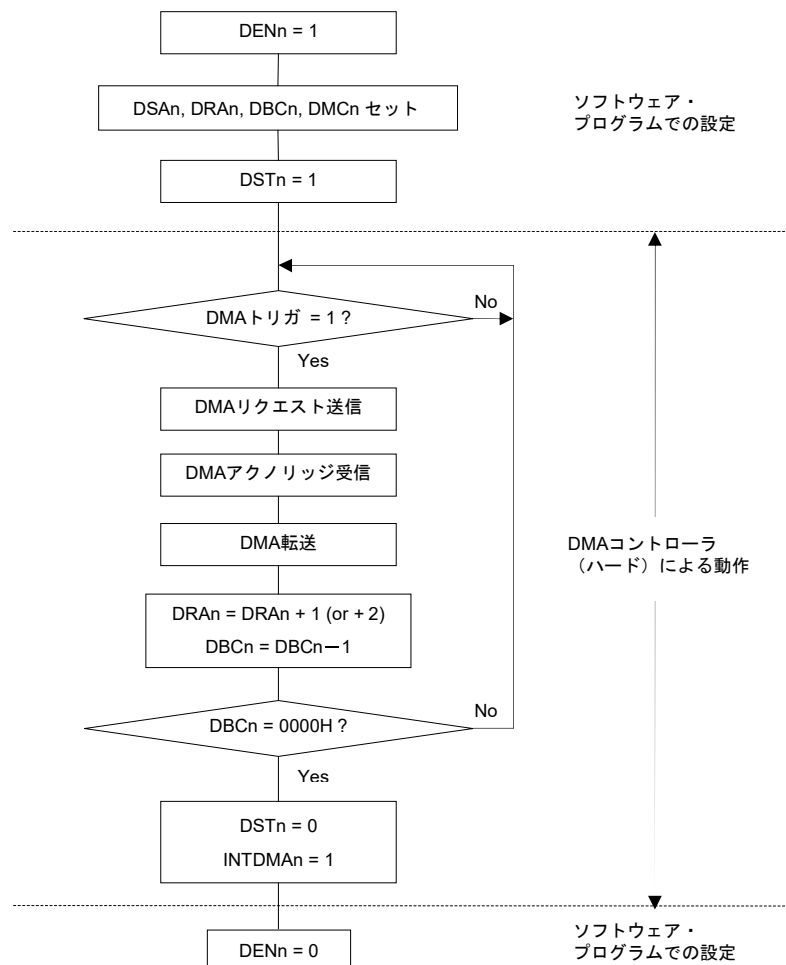 DENn = 1
DSAn, DRAn, DBCn, DMCn セット
ソフトウェア・
プログラムでの設定
DSTn = 1
DMAトリガ = 1 ?
No
Yes
DMAリクエスト送信
DMAアクノリッジ受信
DMA転送
DMAコントローラ
（ハード）による動作
DRAn = DRAn + 1 (or + 2)
DBCn = DBCn－1
DBCn = 0000H ?
No
Yes
DSTn = 0
INTDMAn = 1
DENn = 0
ソフトウェア・
プログラムでの設定